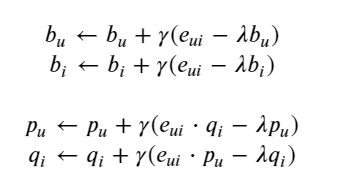 b_u ← b_u + γ(e_ui − λb_u)
b_i ← b_i + γ(e_ui − λb_i)
p_u ← p_u + γ(e_ui · q_i − λp_u)
q_i ← q_i + γ(e_ui · p_u − λq_i)